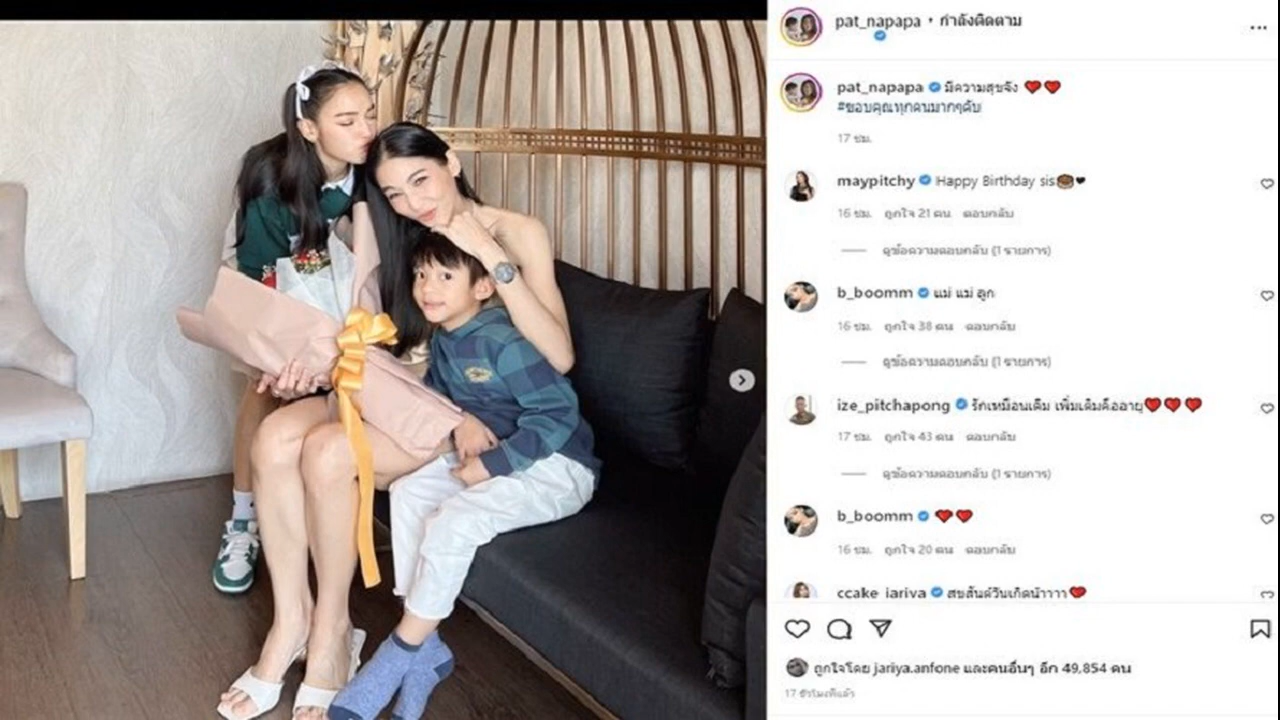 pat_napapa • กำลังติดตาม
pat_napapa มีความสุขจัง ❤️❤️
#ขอบคุณทุกคนมากๆคับ
17 ชม.
maypitchy Happy Birthday sis🎂❤
16 ชม. ถูกใจ 21 คน ตอบกลับ
ดูข้อความตอบกลับ (1 รายการ)
b_boomm แม่ แม่ ลูก
16 ชม. ถูกใจ 38 คน ตอบกลับ
ดูข้อความตอบกลับ (1 รายการ)
ize_pitchapong รักเหมือนเดิม เพิ่มเติมคืออายุ❤️❤️❤️
17 ชม. ถูกใจ 43 คน ตอบกลับ
ดูข้อความตอบกลับ (1 รายการ)
b_boomm ❤️❤️
16 ชม. ถูกใจ 20 คน ตอบกลับ
ccake_jariya สุขสันต์วันเกิดน้าาาา❤️
ถูกใจโดย jariya.anfone และคนอื่นๆ อีก 49,854 คน
17 ชั่วโมงที่แล้ว